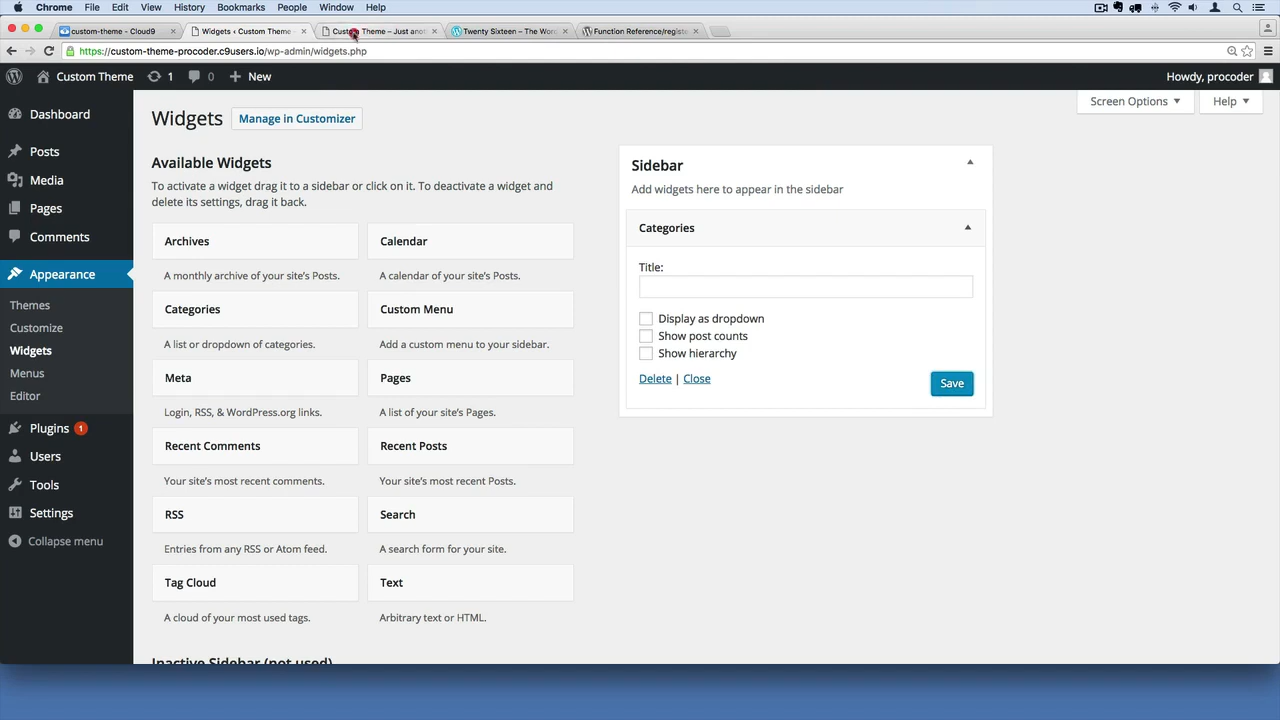 Chrome File Edit View History Bookmarks People Window Help
custom-theme - Cloud9
Widgets ‹ Custom Theme
Custom Theme – Just anot
Twenty Sixteen – The Wor
Function Reference/registe
https://custom-theme-procoder.c9users.io/wp-admin/widgets.php
Custom Theme 1 0 New
Howdy, procoder
Dashboard
Posts
Media
Pages
Comments
Appearance
Themes
Customize
Widgets
Menus
Editor
Plugins 1
Users
Tools
Settings
Collapse menu
Screen Options
Help
Widgets
Manage in Customizer
Available Widgets
To activate a widget drag it to a sidebar or click on it. To deactivate a widget and
delete its settings, drag it back.
Archives
A monthly archive of your site’s Posts.
Calendar
A calendar of your site’s Posts.
Categories
A list or dropdown of categories.
Custom Menu
Add a custom menu to your sidebar.
Meta
Login, RSS, & WordPress.org links.
Pages
A list of your site’s Pages.
Recent Comments
Your site’s most recent comments.
Recent Posts
Your site’s most recent Posts.
RSS
Entries from any RSS or Atom feed.
Search
A search form for your site.
Tag Cloud
A cloud of your most used tags.
Text
Arbitrary text or HTML.
Inactive Sidebar (not used)
Sidebar
Add widgets here to appear in the sidebar
Categories
Title:
Display as dropdown
Show post counts
Show hierarchy
Delete | Close
Save